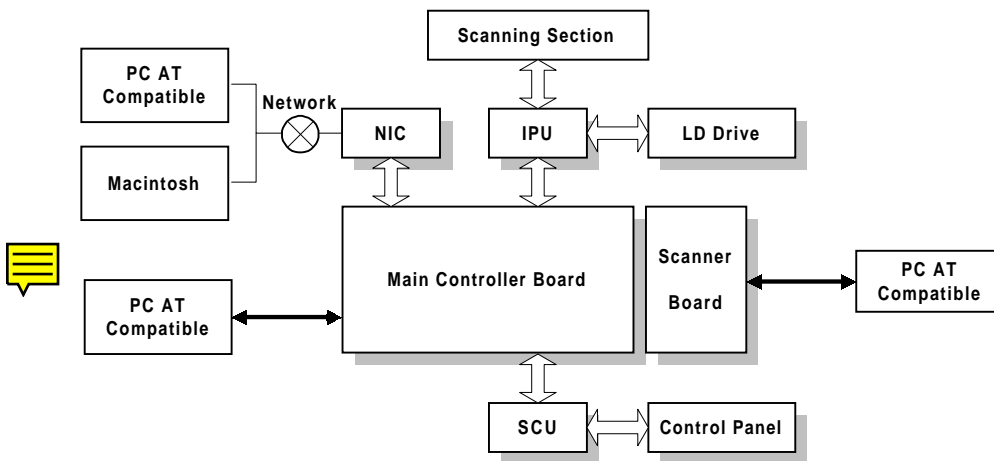 Scanning Section
PC AT
Compatible
Network
NIC
IPU
LD Drive
Macintosh
Main Controller Board
Scanner
Board
PC AT
Compatible
PC AT
Compatible
SCU
Control Panel